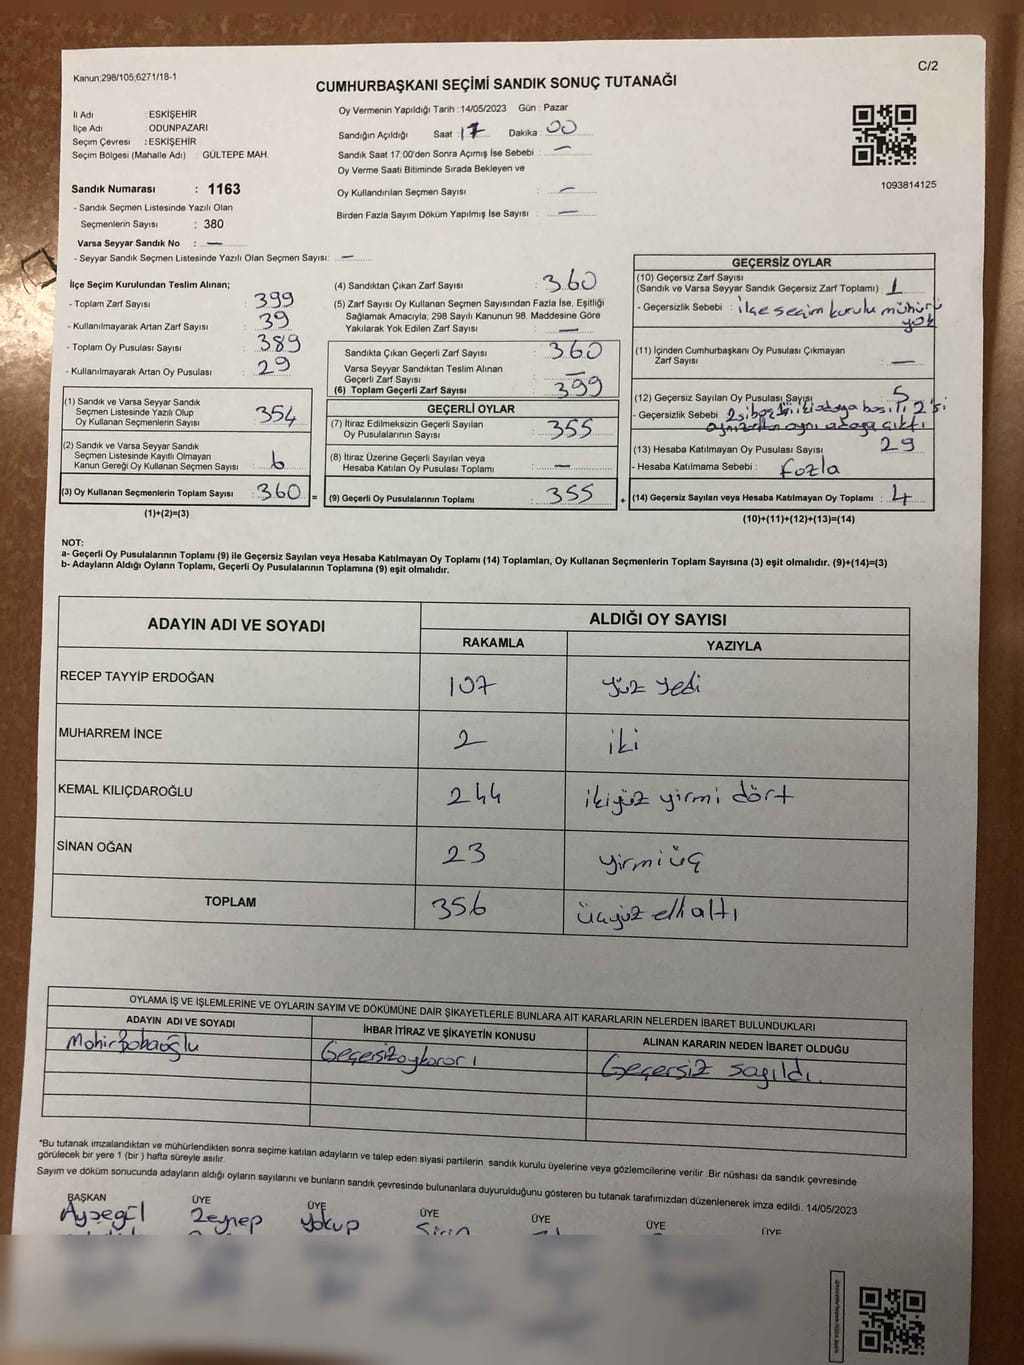 Kanun;298/105;6271/18-1
C/2
CUMHURBAŞKANI SEÇİMİ SANDIK SONUÇ TUTANAĞI
İl Adı : ESKİŞEHİR
İlçe Adı : ODUNPAZARI
Seçim Çevresi : ESKİŞEHİR
Seçim Bölgesi (Mahalle Adı) : GÜLTEPE MAH.
Sandık Numarası : 1163
- Sandık Seçmen Listesinde Yazılı Olan
Seçmenlerin Sayısı : 380
Varsa Seyyar Sandık No : —
- Seyyar Sandık Seçmen Listesinde Yazılı Olan Seçmen Sayısı: —
Oy Vermenin Yapıldığı Tarih : 14/05/2023 Gün : Pazar
Sandığın Açıldığı Saat : 17 Dakika : 00
Sandık Saat 17:00'den Sonra Açımış İse Sebebi : —
Oy Verme Saati Bitiminde Sırada Bekleyen ve
Oy Kullandırılan Seçmen Sayısı : —
Birden Fazla Sayım Döküm Yapılmış İse Sayısı : —
1093814125
İlçe Seçim Kurulundan Teslim Alınan;
- Toplam Zarf Sayısı : 399
- Kullanılmayarak Artan Zarf Sayısı : 39
- Toplam Oy Pusulası Sayısı : 389
- Kullanılmayarak Artan Oy Pusulası : 29
(1) Sandık ve Varsa Seyyar Sandık
Seçmen Listesinde Yazılı Olup
Oy Kullanan Seçmenlerin Sayısı : 354
(2) Sandık ve Varsa Seyyar Sandık
Seçmen Listesinde Kayıtlı Olmayan
Kanun Gereği Oy Kullanan Seçmen Sayısı : 6
(3) Oy Kullanan Seçmenlerin Toplam Sayısı : 360 =
(1)+(2)=(3)
(4) Sandıktan Çıkan Zarf Sayısı : 360
(5) Zarf Sayısı Oy Kullanan Seçmen Sayısından Fazla İse, Eşitliği
Sağlamak Amacıyla; 298 Sayılı Kanunun 98. Maddesine Göre
Yakılarak Yok Edilen Zarf Sayısı : —
Sandıkta Çıkan Geçerli Zarf Sayısı : 360
Varsa Seyyar Sandıktan Teslim Alınan
Geçerli Zarf Sayısı : —
(6) Toplam Geçerli Zarf Sayısı : 399
GEÇERLİ OYLAR
(7) İtiraz Edilmeksizin Geçerli Sayılan
Oy Pusulalarının Sayısı : 355
(8) İtiraz Üzerine Geçerli Sayılan veya
Hesaba Katılan Oy Pusulası Toplamı : —
(9) Geçerli Oy Pusulalarının Toplamı : 355 +
GEÇERSİZ OYLAR
(10) Geçersiz Zarf Sayısı
(Sandık ve Varsa Seyyar Sandık Geçersiz Zarf Toplamı) : 1
- Geçersizlik Sebebi : ilçe seçim kurulu mührü
yok
(11) İçinden Cumhurbaşkanı Oy Pusulası Çıkmayan
Zarf Sayısı : —
(12) Geçersiz Sayılan Oy Pusulası Sayısı : 5
- Geçersizlik Sebebi : 2si boş iki adaya basılı 2'si
aynı aday çıktı
(13) Hesaba Katılmayan Oy Pusulası Sayısı : 29
- Hesaba Katılmama Sebebi : fazla
(14) Geçersiz Sayılan veya Hesaba Katılmayan Oy Toplamı : 4
(10)+(11)+(12)+(13)=(14)
NOT:
a- Geçerli Oy Pusulalarının Toplamı (9) ile Geçersiz Sayılan veya Hesaba Katılmayan Oy Toplamı (14) Toplamları, Oy Kullanan Seçmenlerin Toplam Sayısına (3) eşit olmalıdır. (9)+(14)=(3)
b- Adayların Aldığı Oyların Toplamı, Geçerli Oy Pusulalarının Toplamına (9) eşit olmalıdır.
ADAYIN ADI VE SOYADI
ALDIĞI OY SAYISI
RAKAMLA YAZIYLA
RECEP TAYYİP ERDOĞAN 107 yüz yedi
MUHARREM İNCE 2 iki
KEMAL KILIÇDAROĞLU 244 ikiyüz yirmi dört
SİNAN OĞAN 23 yirmi üç
TOPLAM 356 üçyüz elli altı
OYLAMA İŞ VE İŞLEMLERİNE VE OYLARIN SAYIM VE DÖKÜMÜNE DAİR ŞİKAYETLERLE BUNLARA AİT KARARLARIN NELERDEN İBARET BULUNDUKLARI
ADAYIN ADI VE SOYADI İHBAR İTİRAZ VE ŞİKAYETİN KONUSU ALINAN KARARIN NEDEN İBARET OLDUĞU
Mahir Babaoğlu Geçersiz oy kararı Geçersiz sayıldı.
"Bu tutanak imzalandıktan ve mühürlendikten sonra seçime katılan adayların ve talep eden siyasi partilerin sandık kurulu üyelerine veya gözlemcilerine verilir .Bir nüshası da sandık çevresinde
görülecek bir yere 1 (bir ) hafta süreyle asılır.
Sayım ve döküm sonucunda adayların aldığı oyların sayılarını ve bunların sandık çevresinde bulunanlara duyurulduğunu gösteren bu tutanak tarafımızdan düzenlenerek imza edildi. 14/05/2023
BAŞKAN ÜYE ÜYE ÜYE ÜYE ÜYE ÜYE
Ayşegül Zeynep Yakup